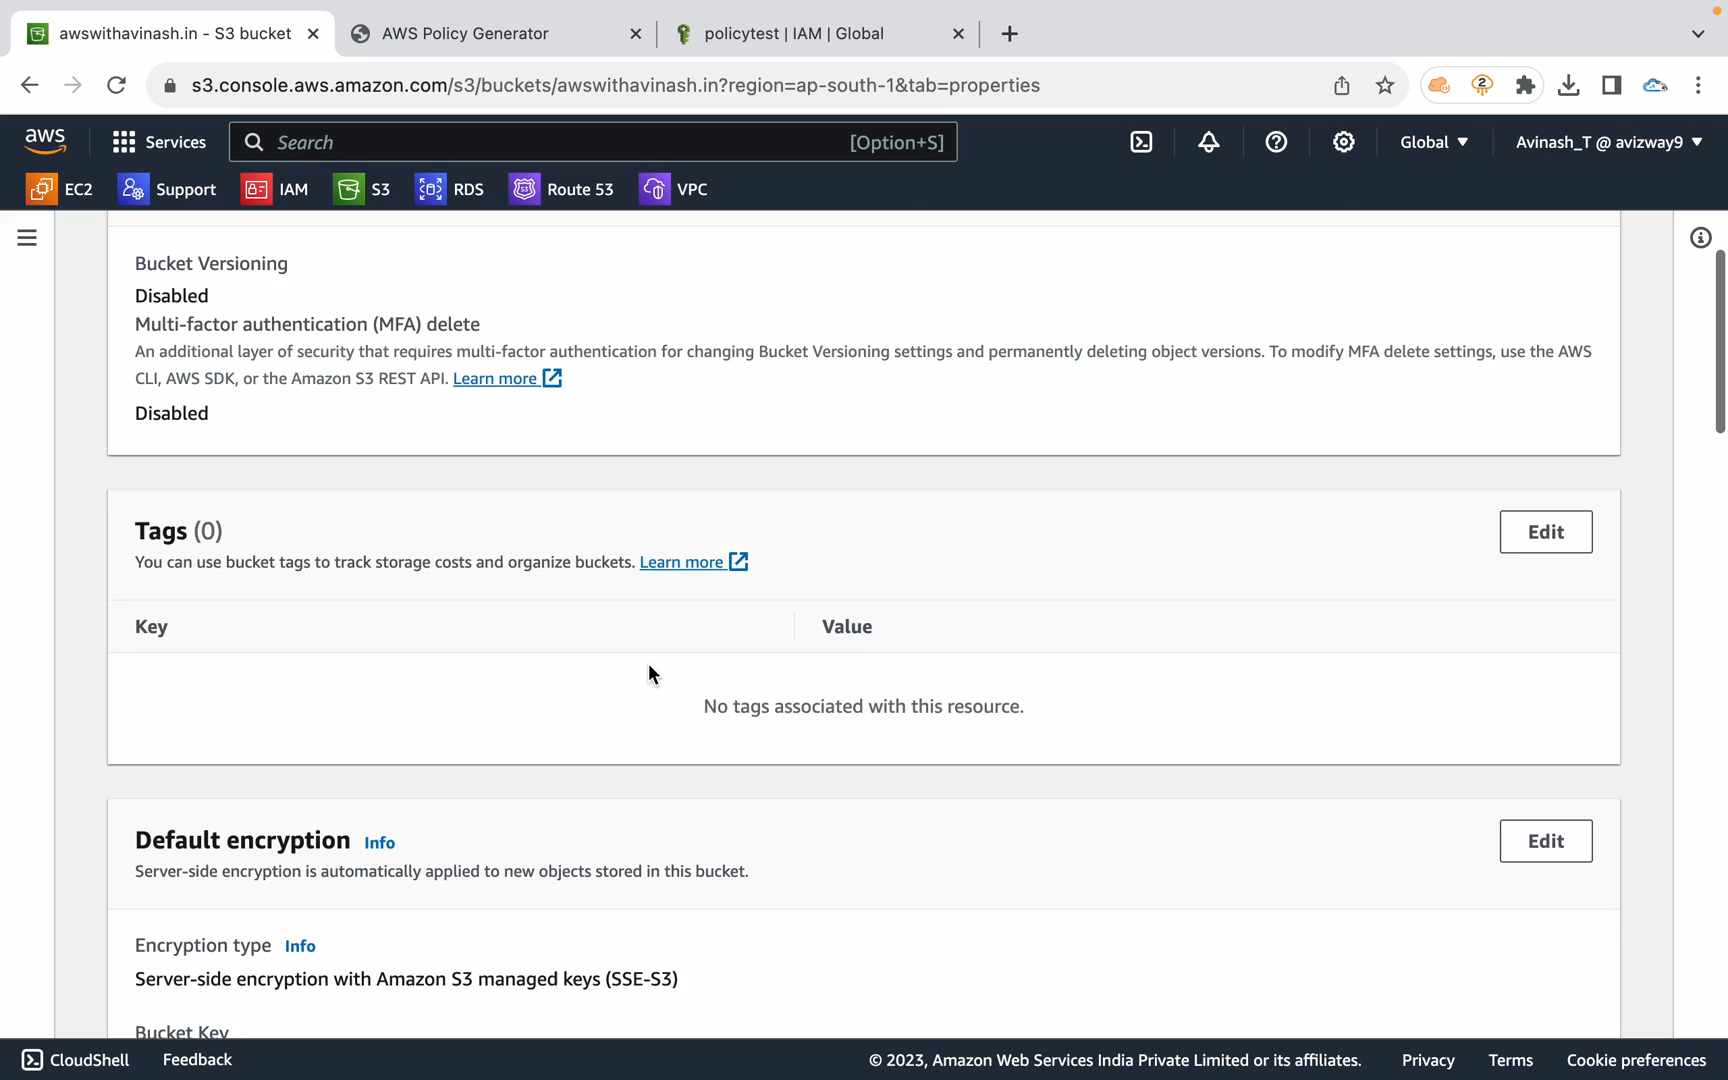 awswithavinash.in - S3 bucket
AWS Policy Generator
policytest | IAM | Global
s3.console.aws.amazon.com/s3/buckets/awswithavinash.in?region=ap-south-1&tab=properties
2
aws
Services
Search
[Option+S]
Global
Avinash_T @ avizway9
EC2
Support
IAM
S3
RDS
Route 53
VPC
Bucket Versioning
Disabled
Multi-factor authentication (MFA) delete
An additional layer of security that requires multi-factor authentication for changing Bucket Versioning settings and permanently deleting object versions. To modify MFA delete settings, use the AWS
CLI, AWS SDK, or the Amazon S3 REST API. Learn more
Disabled
Tags (0)
Edit
You can use bucket tags to track storage costs and organize buckets. Learn more
Key
Value
No tags associated with this resource.
Default encryption Info
Edit
Server-side encryption is automatically applied to new objects stored in this bucket.
Encryption type Info
Server-side encryption with Amazon S3 managed keys (SSE-S3)
Bucket Key
CloudShell
Feedback
© 2023, Amazon Web Services India Private Limited or its affiliates.
Privacy
Terms
Cookie preferences